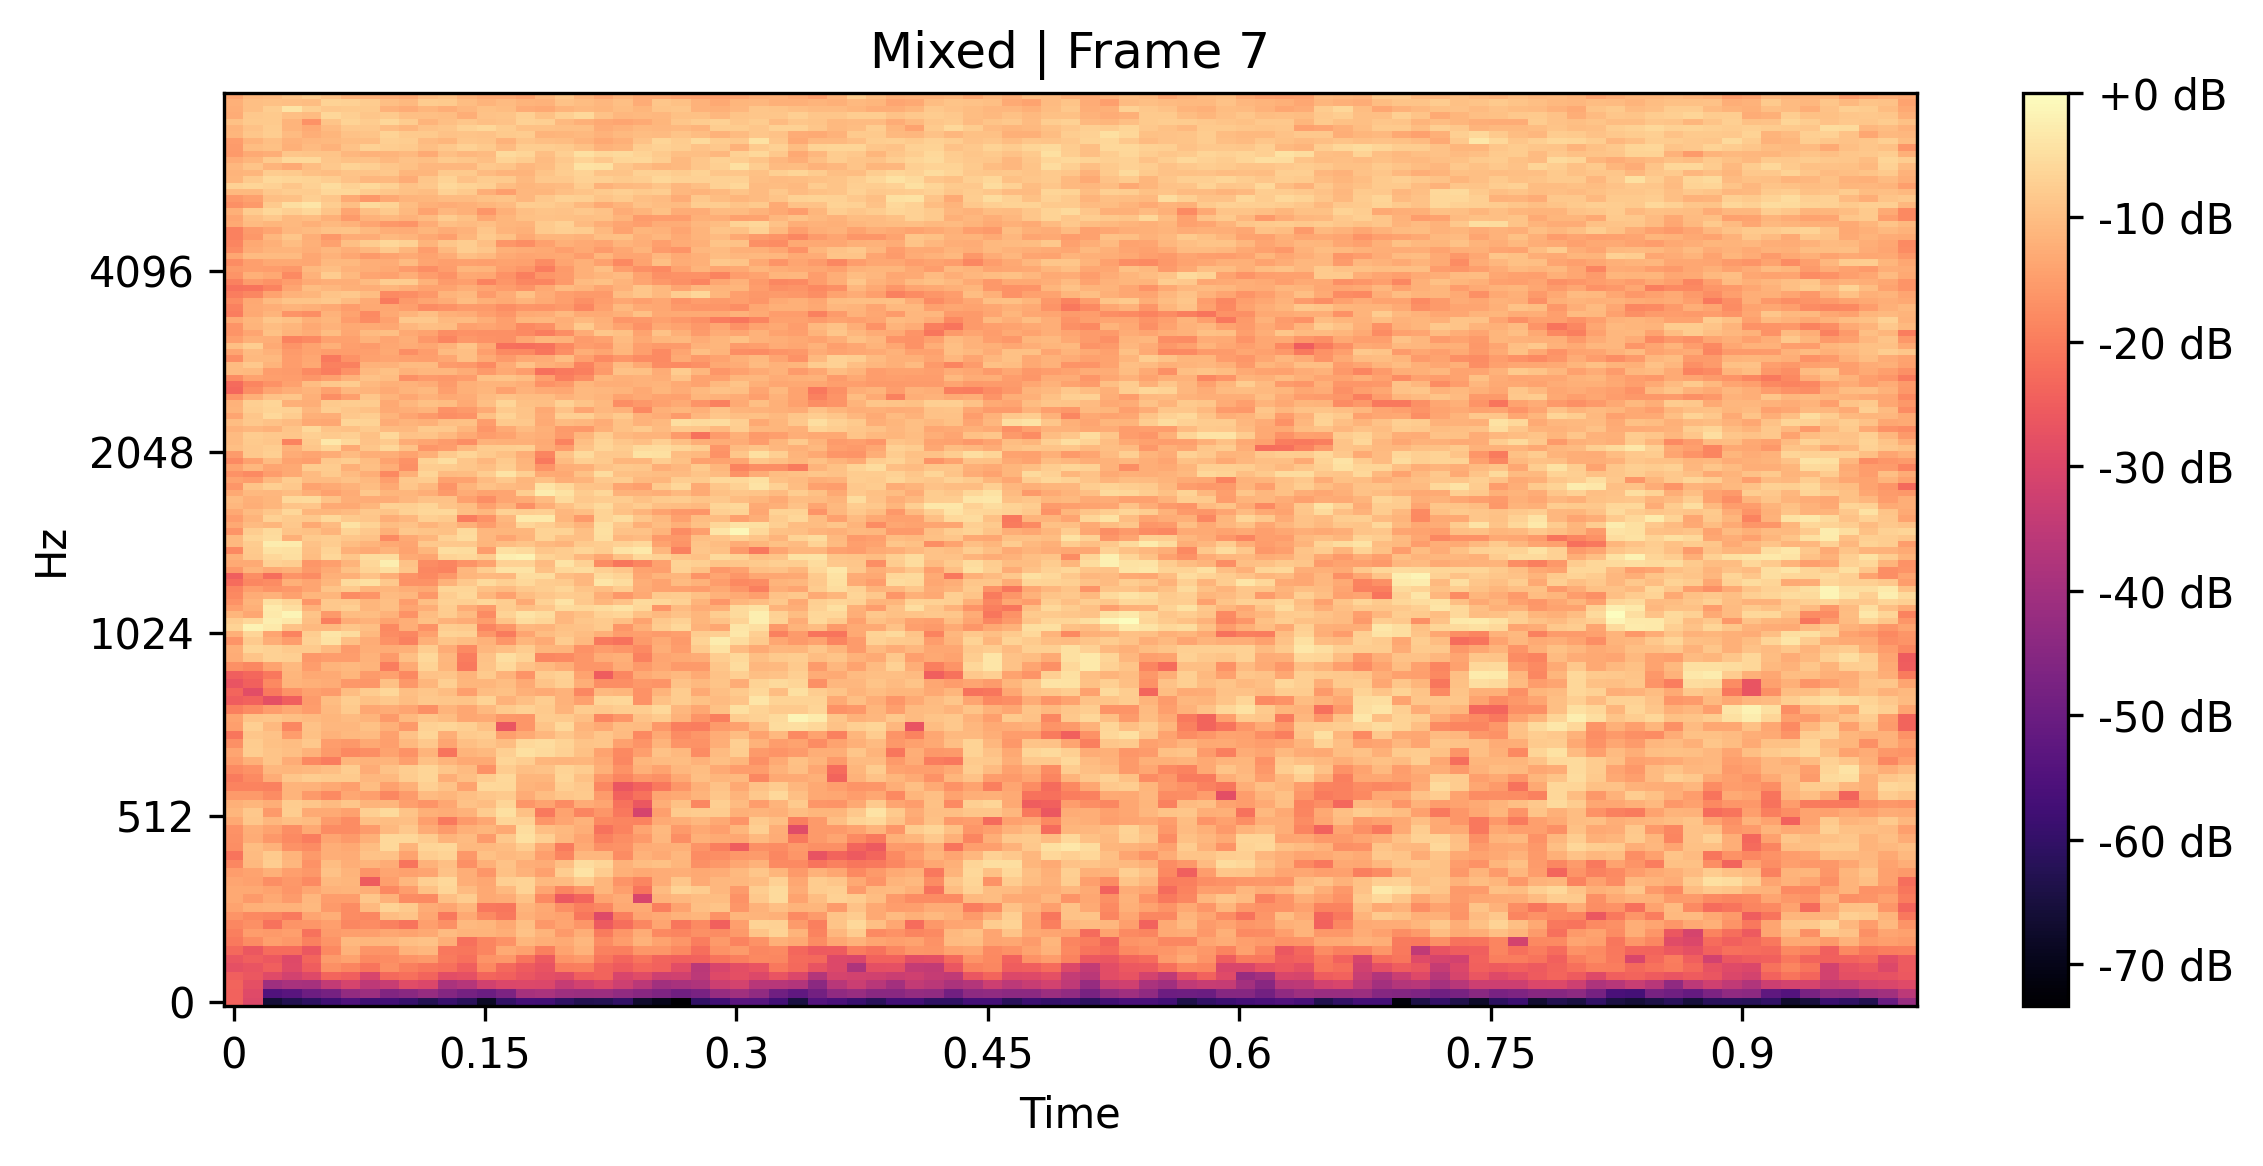 Mixed | Frame 7
Hz
4096
2048
1024
512
0
0 0.15 0.3 0.45 0.6 0.75 0.9
Time
+0 dB
-10 dB
-20 dB
-30 dB
-40 dB
-50 dB
-60 dB
-70 dB